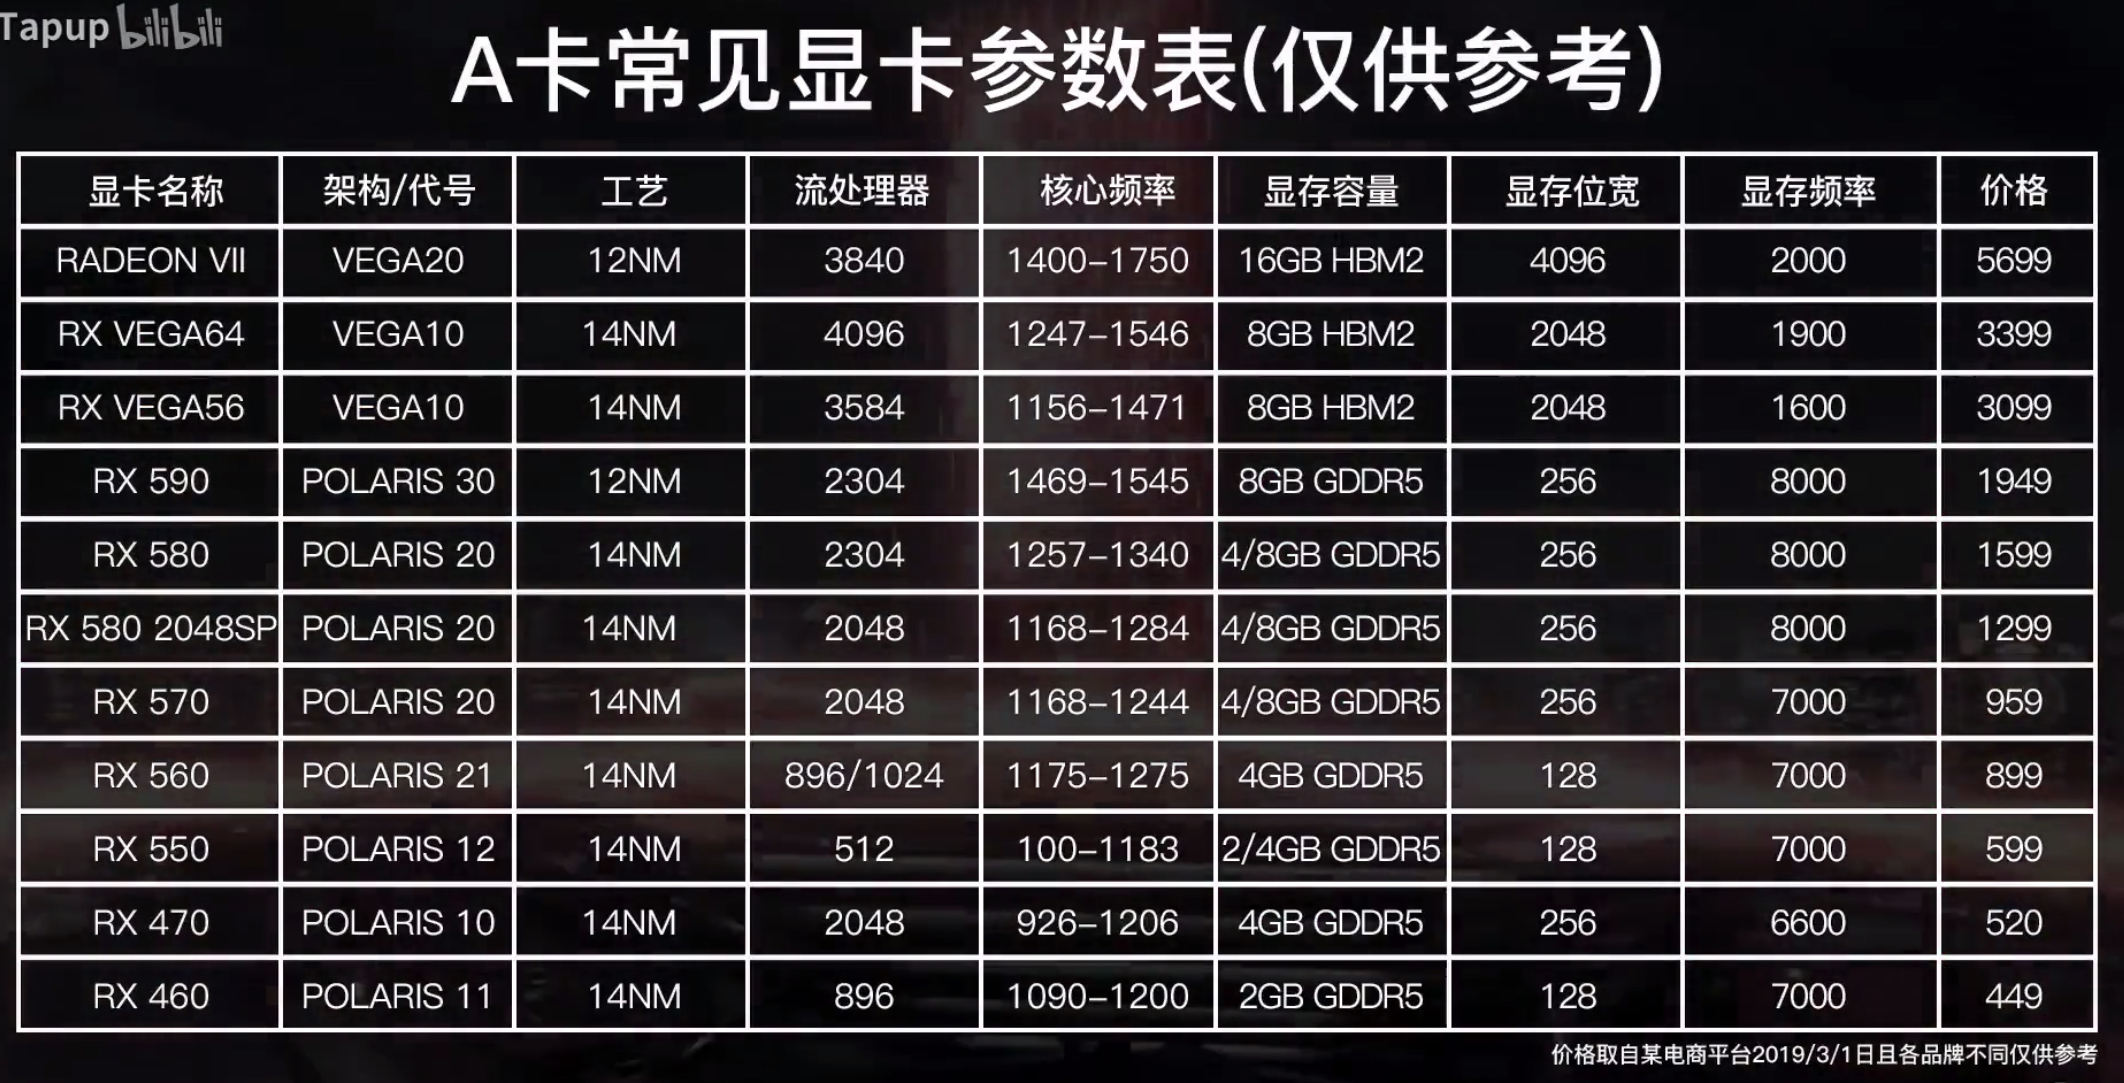 Tapup bilibili
A卡常见显卡参数表(仅供参考)
显卡名称 架构/代号 工艺 流处理器 核心频率 显存容量 显存位宽 显存频率 价格
RADEON VII VEGA20 12NM 3840 1400-1750 16GB HBM2 4096 2000 5699
RX VEGA64 VEGA10 14NM 4096 1247-1546 8GB HBM2 2048 1900 3399
RX VEGA56 VEGA10 14NM 3584 1156-1471 8GB HBM2 2048 1600 3099
RX 590 POLARIS 30 12NM 2304 1469-1545 8GB GDDR5 256 8000 1949
RX 580 POLARIS 20 14NM 2304 1257-1340 4/8GB GDDR5 256 8000 1599
RX 580 2048SP POLARIS 20 14NM 2048 1168-1284 4/8GB GDDR5 256 8000 1299
RX 570 POLARIS 20 14NM 2048 1168-1244 4/8GB GDDR5 256 7000 959
RX 560 POLARIS 21 14NM 896/1024 1175-1275 4GB GDDR5 128 7000 899
RX 550 POLARIS 12 14NM 512 100-1183 2/4GB GDDR5 128 7000 599
RX 470 POLARIS 10 14NM 2048 926-1206 4GB GDDR5 256 6600 520
RX 460 POLARIS 11 14NM 896 1090-1200 2GB GDDR5 128 7000 449
价格取自某电商平台2019/3/1日且各品牌不同仅供参考